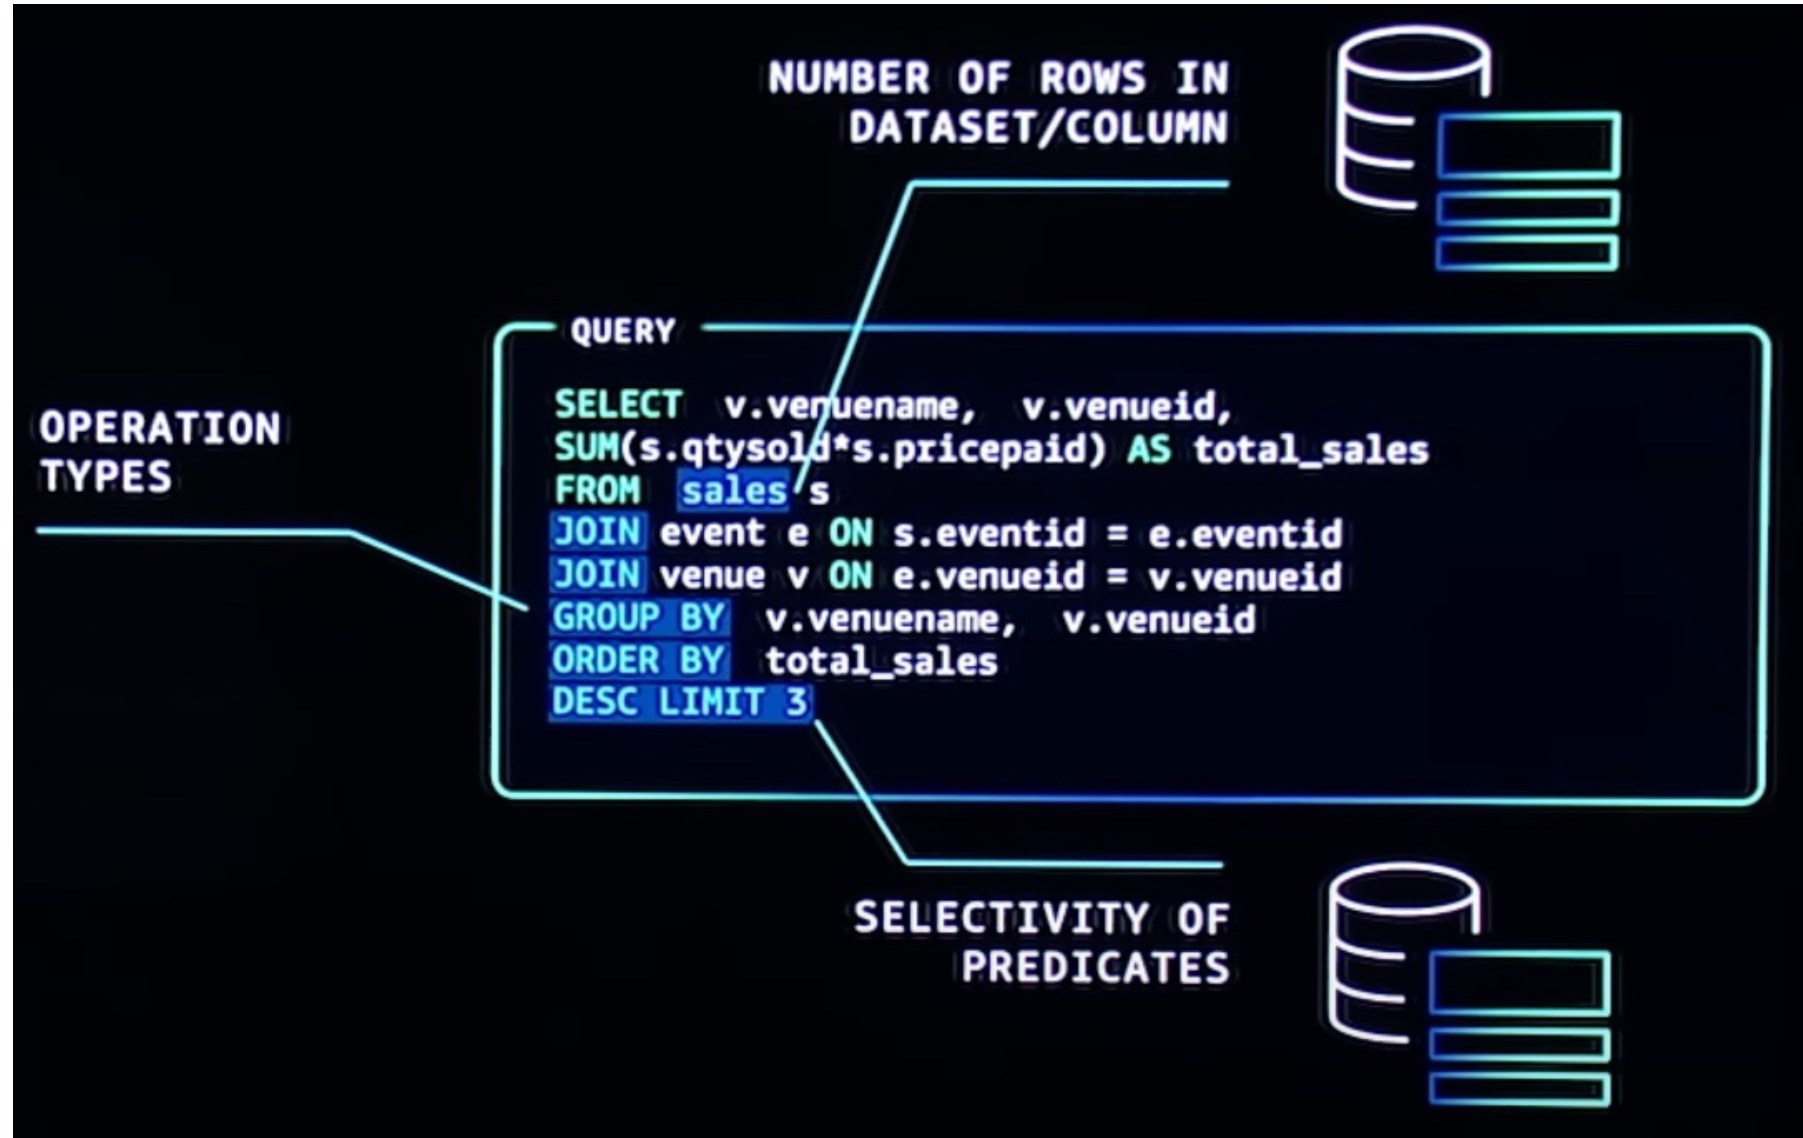 NUMBER OF ROWS IN
DATASET/COLUMN
QUERY
OPERATION
TYPES
SELECT v.venuename, v.venueid,
SUM(s.qtysold*s.pricepaid) AS total_sales
FROM sales s
JOIN event e ON s.eventid = e.eventid
JOIN venue v ON e.venueid = v.venueid
GROUP BY v.venuename, v.venueid
ORDER BY total_sales
DESC LIMIT 3
SELECTIVITY OF
PREDICATES